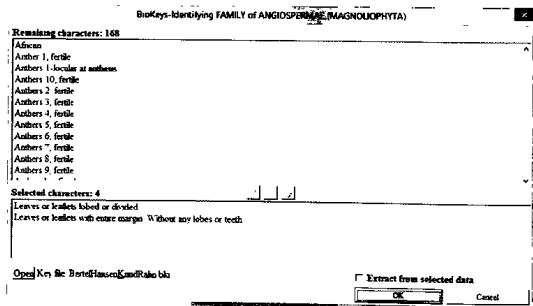 BioKeys-Identifying FAMILY of ANGIOSPERMAE (MAGNOLIOPHYTA)
Remaining characters: 168
African
Anther 1, fertile
Anthers 1-locular at anthesis
Anthers 10, fertile
Anthers 2, fertile
Anthers 3, fertile
Anthers 4, fertile
Anthers 5, fertile
Anthers 6, fertile
Anthers 7, fertile
Anthers 8, fertile
Anthers 9, fertile
Selected characters: 4
Leaves or leaflets lobed or divided
Leaves or leaflets with entire margin. Without any lobes or teeth
Open Key file BertelHansenKandRahn.bki
Extract from selected data
OK Cancel